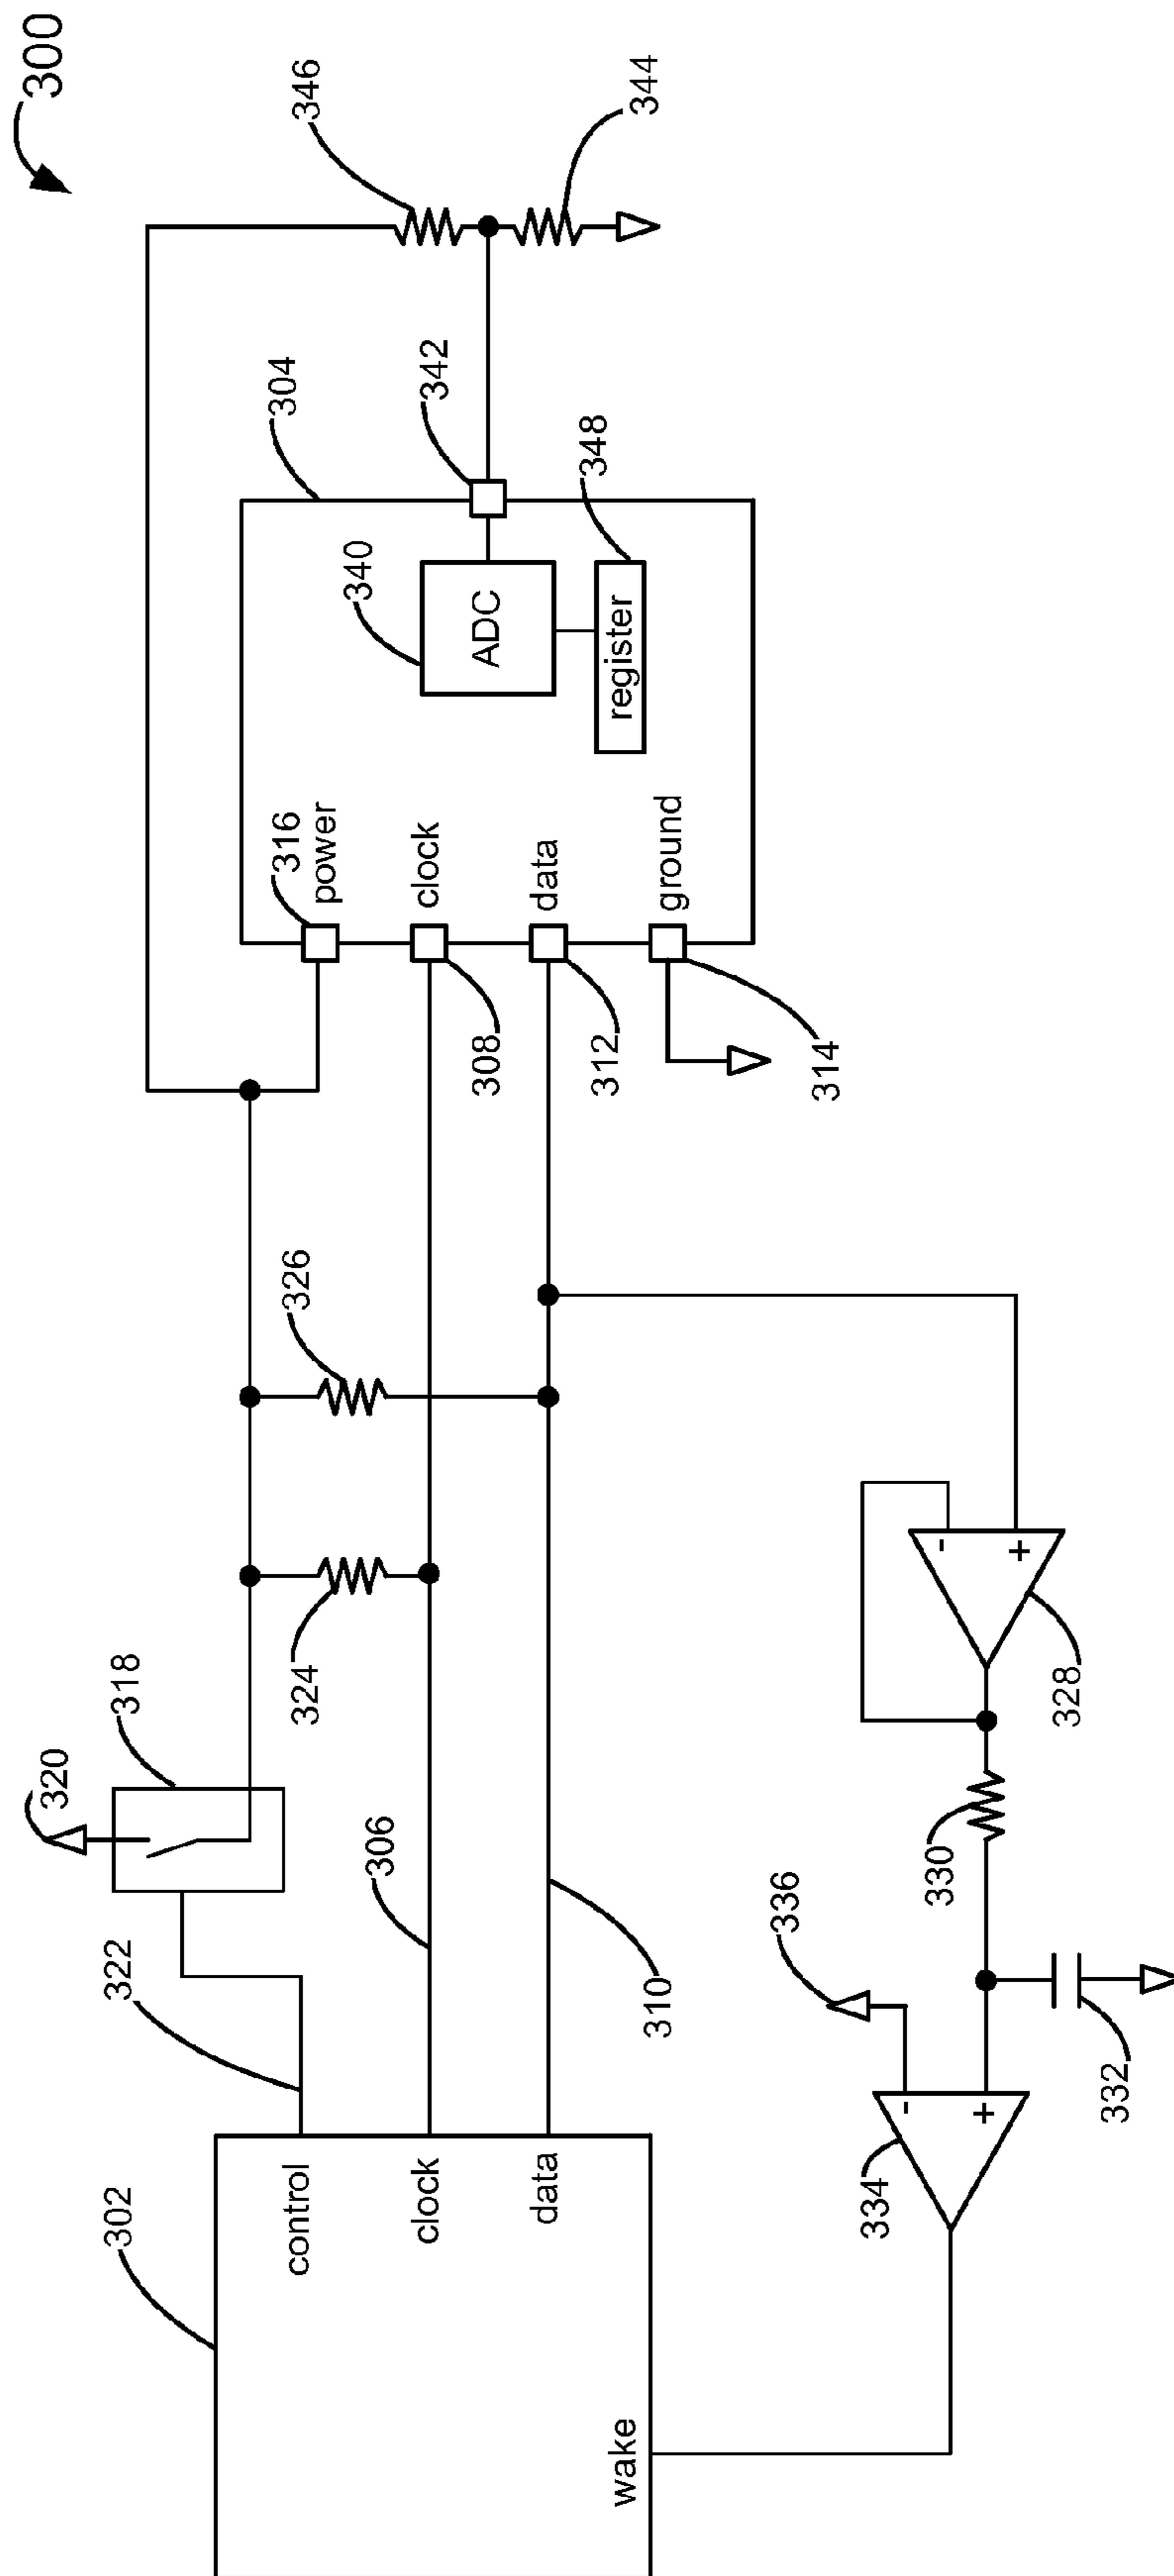 300
346
344
304
342
340
348
ADC
register
316
power
clock
data
ground
308
312
314
326
324
318
320
306
322
310
328
-
+
330
336
332
334
-
+
302
control
clock
data
wake